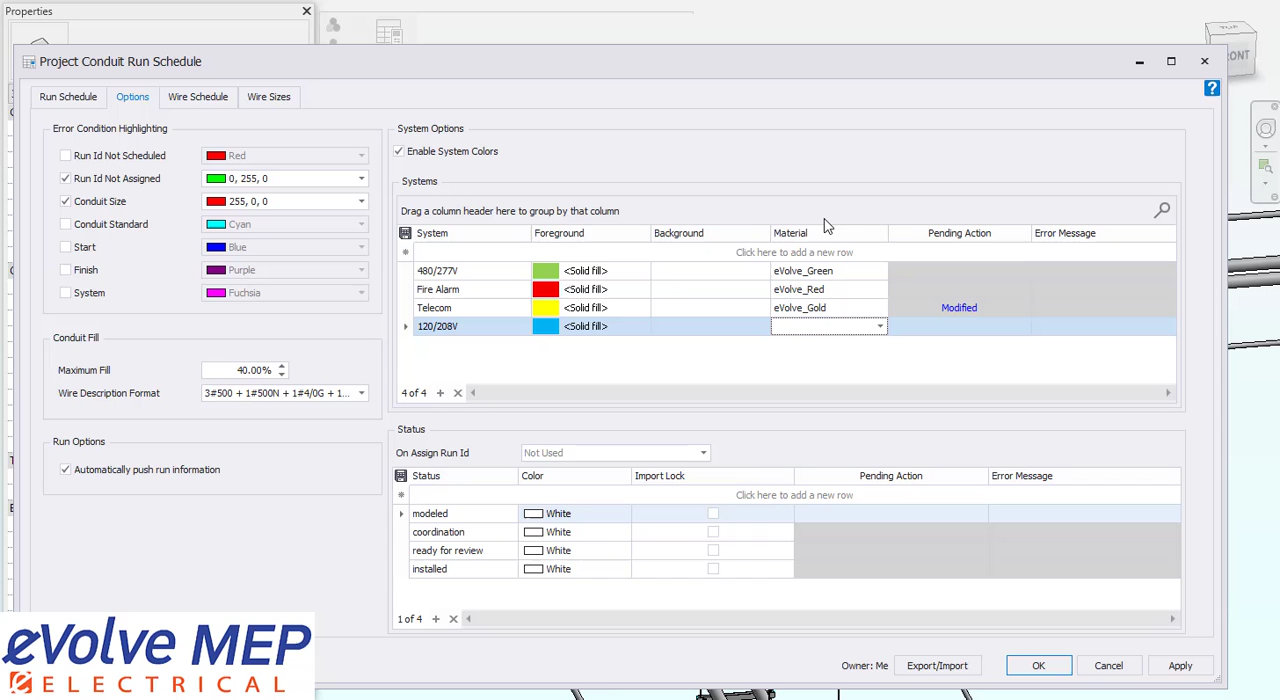 Properties
TOP
FRONT
Project Conduit Run Schedule
Run Schedule Options Wire Schedule Wire Sizes
Error Condition Highlighting
Run Id Not Scheduled Red
Run Id Not Assigned 0, 255, 0
Conduit Size 255, 0, 0
Conduit Standard Cyan
Start Blue
Finish Purple
System Fuchsia
Conduit Fill
Maximum Fill 40.00%
Wire Description Format 3#500 + 1#500N + 1#4/0G + 1...
Run Options
Automatically push run information
System Options
Enable System Colors
Systems
Drag a column header here to group by that column
System Foreground Background Material Pending Action Error Message
Click here to add a new row
480/277V <Solid fill> eVolve_Green
Fire Alarm <Solid fill> eVolve_Red
Telecom <Solid fill> eVolve_Gold Modified
120/208V <Solid fill>
4 of 4
Status
On Assign Run Id Not Used
Status Color Import Lock Pending Action Error Message
Click here to add a new row
modeled White
coordination White
ready for review White
installed White
1 of 4
Owner: Me Export/Import OK Cancel Apply
eVolve MEP
ELECTRICAL